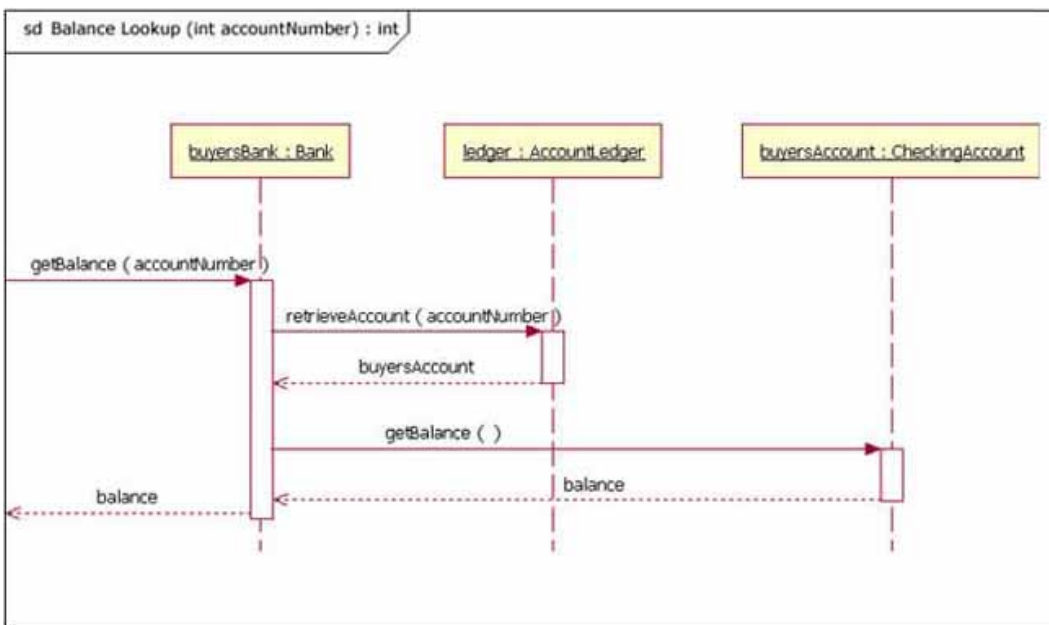 sd Balance Lookup (int accountNumber) : int
buyersBank : Bank
ledger : AccountLedger
buyersAccount : CheckingAccount
getBalance ( accountNumber )
retrieveAccount ( accountNumber )
buyersAccount
getBalance ( )
balance
balance